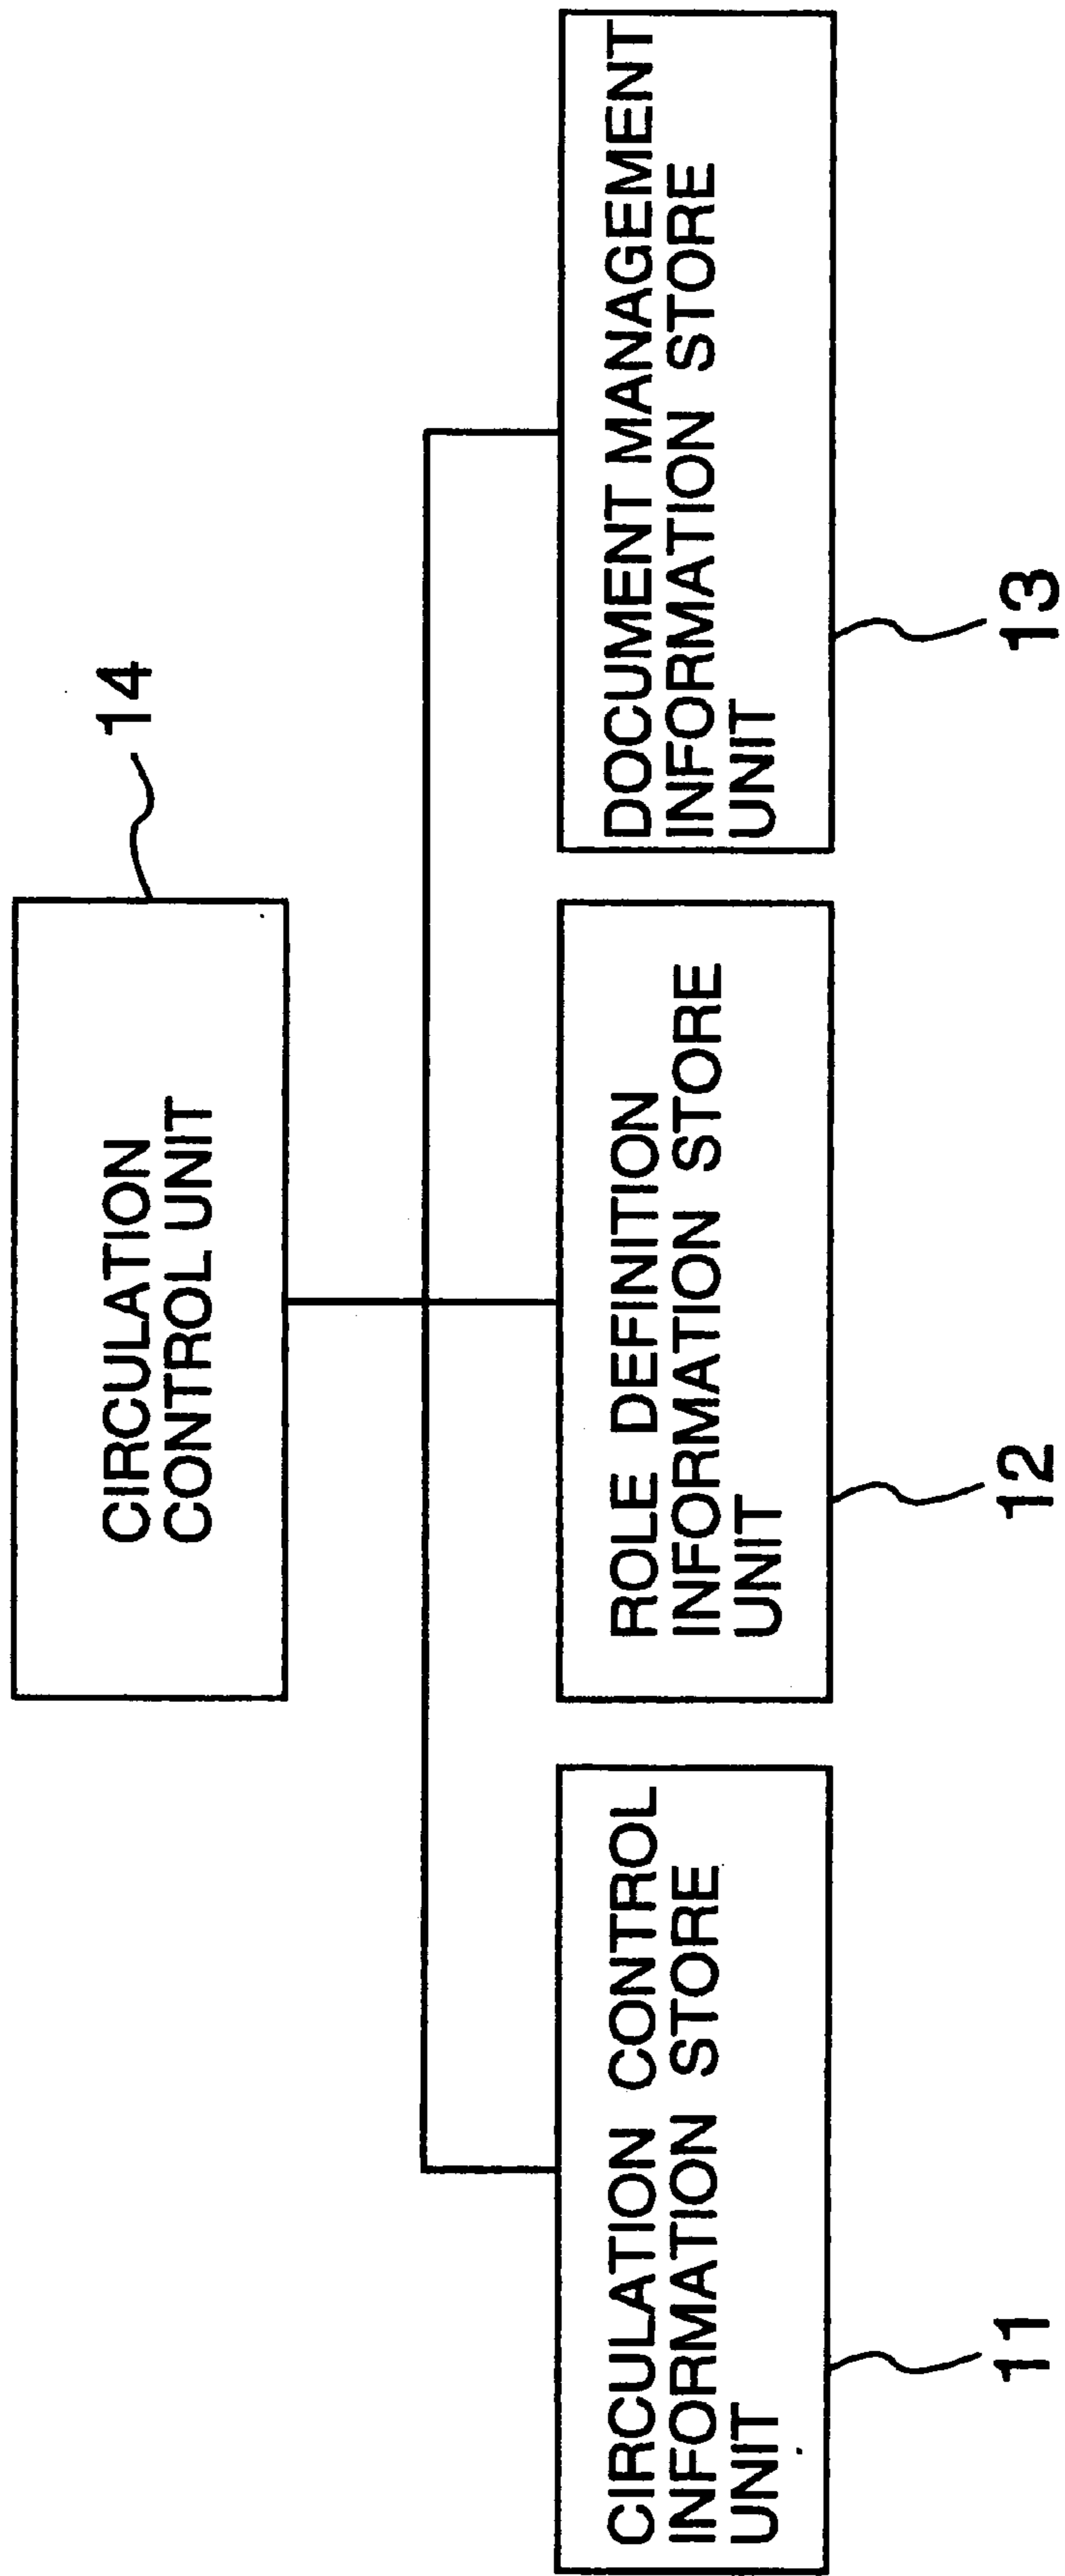 14
CIRCULATION
CONTROL UNIT
CIRCULATION CONTROL
INFORMATION STORE
UNIT
11
ROLE DEFINITION
INFORMATION STORE
UNIT
12
DOCUMENT MANAGEMENT
INFORMATION STORE
UNIT
13